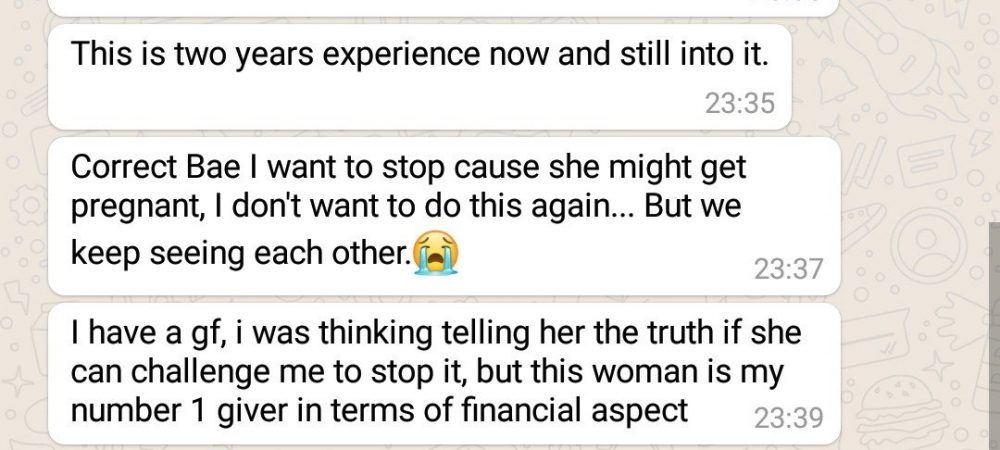 This is two years experience now and still into it.
23:35
Correct Bae I want to stop cause she might get
pregnant, I don't want to do this again... But we
keep seeing each other.😭
23:37
I have a gf, i was thinking telling her the truth if she
can challenge me to stop it, but this woman is my
number 1 giver in terms of financial aspect
23:39